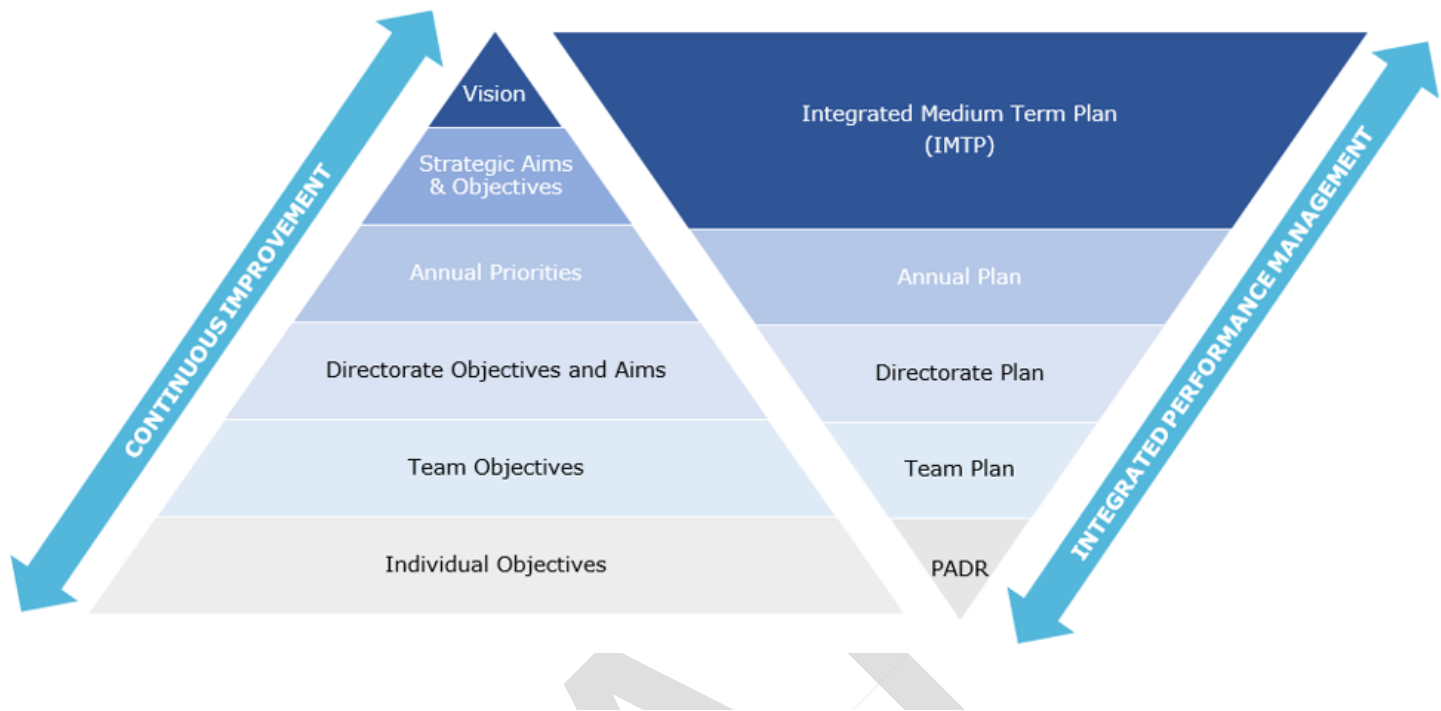 CONTINUOUS IMPROVEMENT
Vision
Strategic Aims
& Objectives
Annual Priorities
Directorate Objectives and Aims
Team Objectives
Individual Objectives
Integrated Medium Term Plan
(IMTP)
Annual Plan
Directorate Plan
Team Plan
PADR
INTEGRATED PERFORMANCE MANAGEMENT